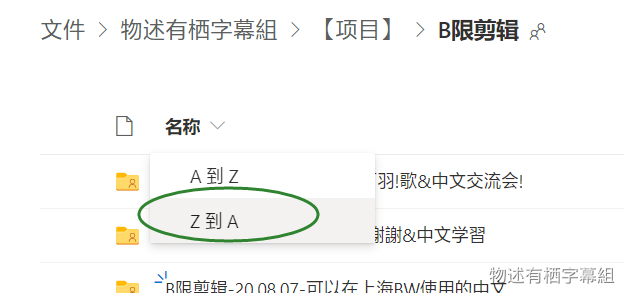 文件 > 物述有栖字幕組 > 【项目】 > B限剪辑
名称
A 到 Z
羽!歌&中文交流会!
Z 到 A
謝&中文学習
B限剪辑-20.08.07-可以在上海BW使用的中文
物述有栖字幕組